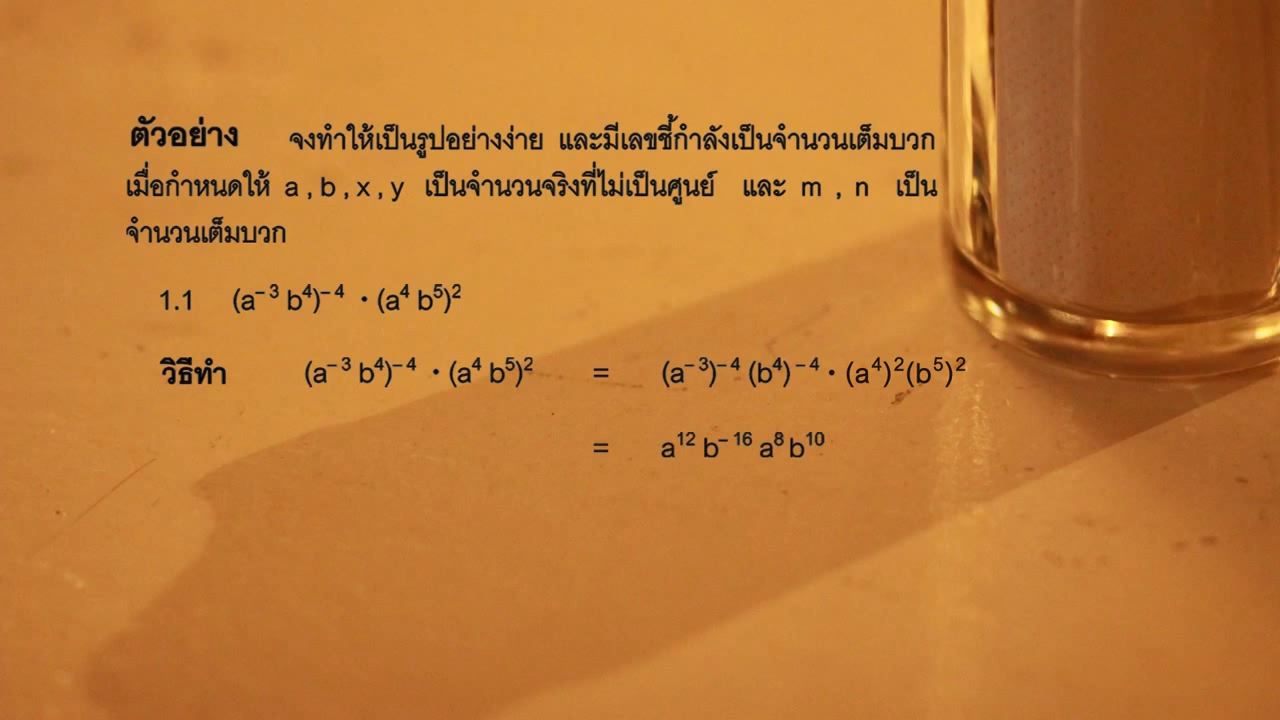 ตัวอย่าง จงทำให้เป็นรูปอย่างง่าย และมีเลขชี้กำลังเป็นจำนวนเต็มบวก
เมื่อกำหนดให้ a , b , x , y เป็นจำนวนจริงที่ไม่เป็นศูนย์ และ m , n เป็น
จำนวนเต็มบวก
1.1 (a⁻³ b⁴)⁻⁴ · (a⁴ b⁵)²
วิธีทำ (a⁻³ b⁴)⁻⁴ · (a⁴ b⁵)² = (a⁻³)⁻⁴ (b⁴)⁻⁴ · (a⁴)²(b⁵)²
= a¹² b⁻¹⁶ a⁸ b¹⁰